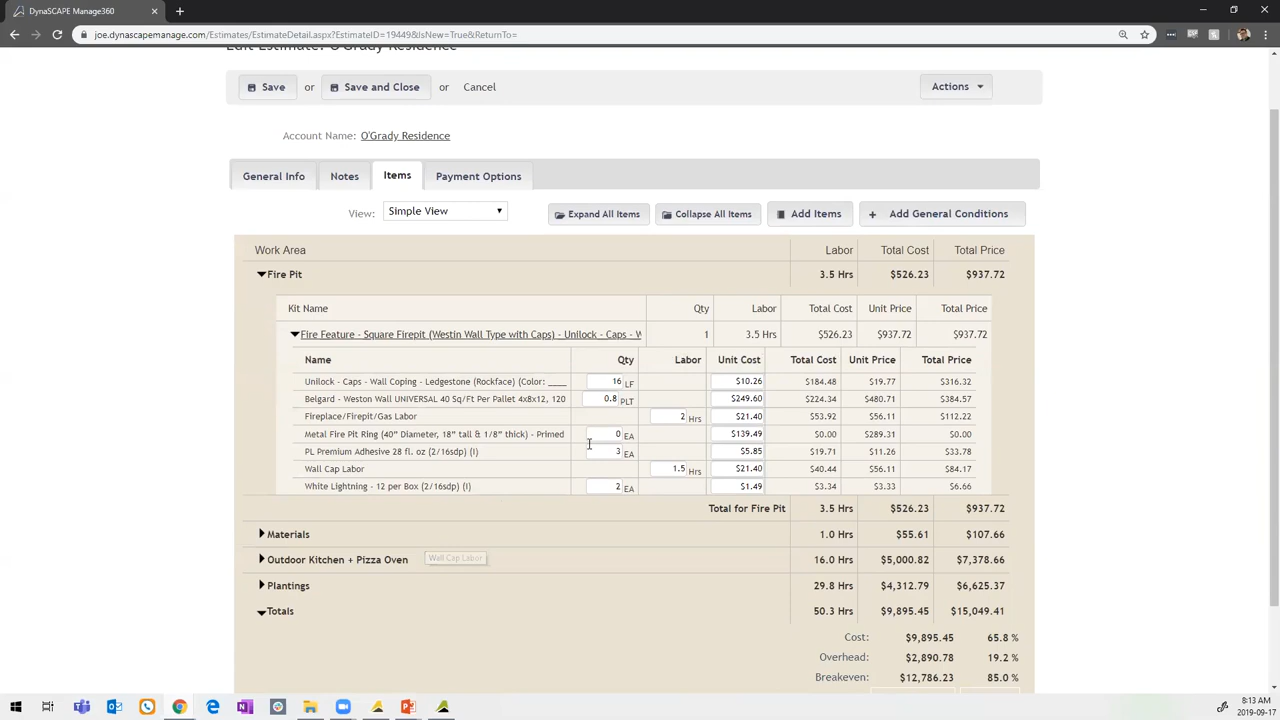 DynaSCAPE Manage360
joe.dynascapemanage.com/Estimates/EstimateDetail.aspx?EstimateID=19449&IsNew=True&ReturnTo=
Edit Estimate: O'Grady Residence
Save or Save and Close or Cancel Actions
Account Name: O'Grady Residence
General Info Notes Items Payment Options
View: Simple View Expand All Items Collapse All Items Add Items + Add General Conditions
Work Area Labor Total Cost Total Price
Fire Pit 3.5 Hrs $526.23 $937.72
Kit Name Qty Labor Total Cost Unit Price Total Price
Fire Feature - Square Firepit (Westin Wall Type with Caps) - Unilock - Caps - W 1 3.5 Hrs $526.23 $937.72 $937.72
Name Qty Labor Unit Cost Total Cost Unit Price Total Price
Unilock - Caps - Wall Coping - Ledgestone (Rockface) (Color: ____ 16 LF $10.26 $184.48 $19.77 $316.32
Belgard - Weston Wall UNIVERSAL 40 Sq/Ft Per Pallet 4x8x12, 120 0.8 PLT $249.60 $224.34 $480.71 $384.57
Fireplace/Firepit/Gas Labor 2 Hrs $21.40 $53.92 $56.11 $112.22
Metal Fire Pit Ring (40” Diameter, 18” tall & 1/8” thick) - Primed 0 EA $139.49 $0.00 $289.31 $0.00
PL Premium Adhesive 28 fl. oz (2/16sdp) (I) 3 EA $5.85 $19.71 $11.26 $33.78
Wall Cap Labor 1.5 Hrs $21.40 $40.44 $56.11 $84.17
White Lightning - 12 per Box (2/16sdp) (I) 2 EA $1.49 $3.34 $3.33 $6.66
Total for Fire Pit 3.5 Hrs $526.23 $937.72
Materials 1.0 Hrs $55.61 $107.66
Outdoor Kitchen + Pizza Oven Wall Cap Labor 16.0 Hrs $5,000.82 $7,378.66
Plantings 29.8 Hrs $4,312.79 $6,625.37
Totals 50.3 Hrs $9,895.45 $15,049.41
Cost: $9,895.45 65.8 %
Overhead: $2,890.78 19.2 %
Breakeven: $12,786.23 85.0 %
8:13 AM
2019-09-17